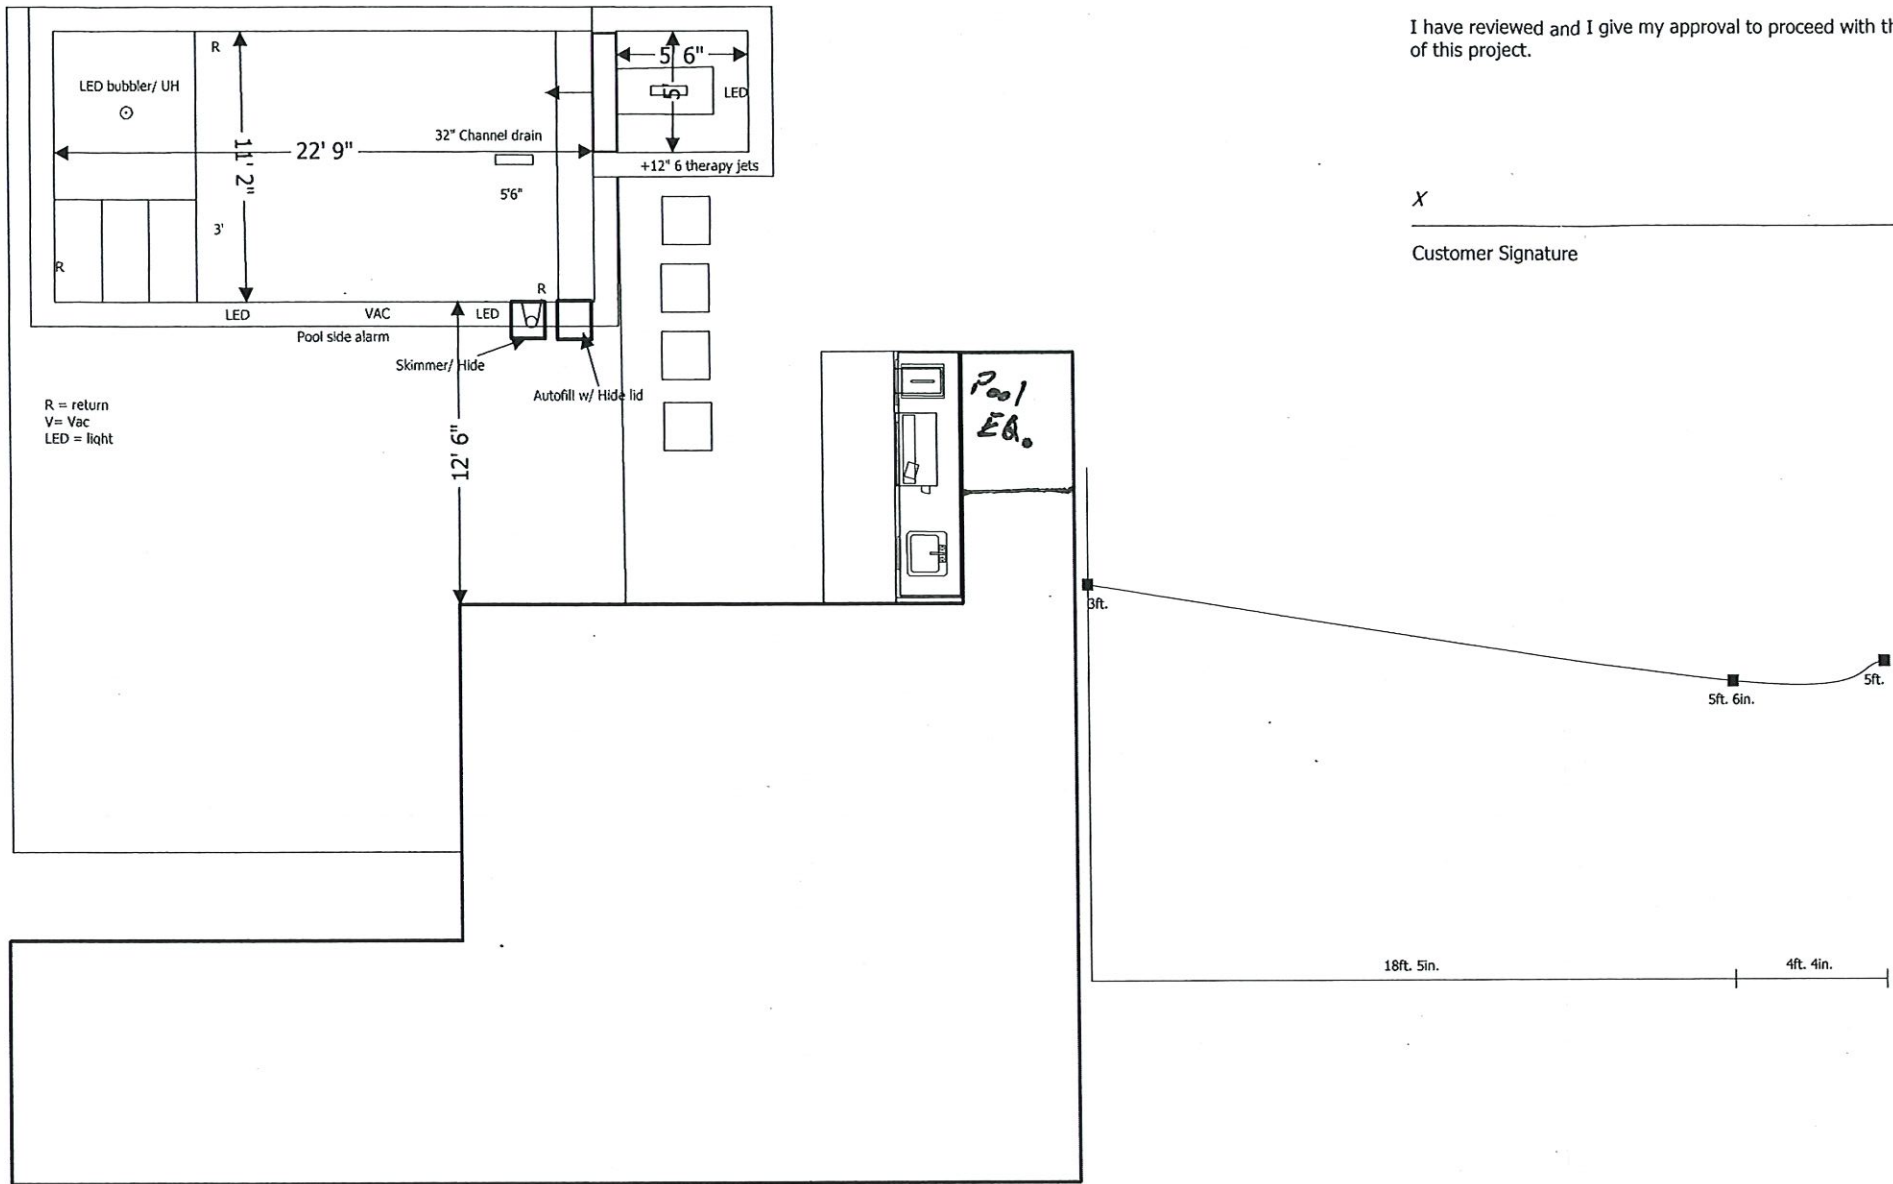 I have reviewed and I give my approval to proceed with th
of this project.
X
Customer Signature
R
LED bubbler/ UH
5' 6"
5'
LED
32" Channel drain
22' 9"
11' 2"
+12" 6 therapy jets
5'6"
3'
R
R
LED
VAC
LED
Pool side alarm
Skimmer/ Hide
Autofill w/ Hide lid
R = return
V= Vac
LED = light
12' 6"
Pool
EQ.
3ft.
5ft. 6in.
5ft.
18ft. 5in.
4ft. 4in.